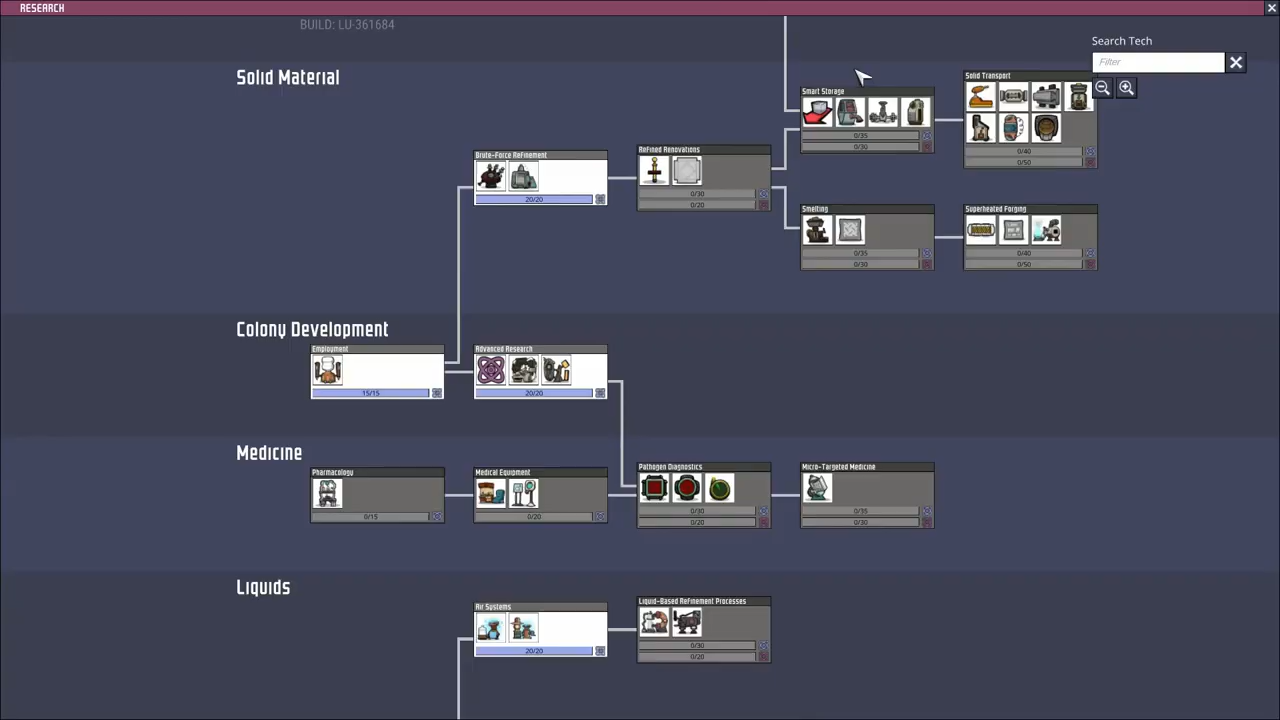 RESEARCH
BUILD: LU-361684
Search Tech
Filter
Solid Material
Solid Transport
Smart Storage
0/35
0/30
0/40
0/50
Brute-Force Refinement
20/20
Refined Renovations
0/30
0/20
Smelting
0/35
0/30
Superheated Forging
0/40
0/50
Colony Development
Employment
15/15
Advanced Research
20/20
Medicine
Pharmacology
0/15
Medical Equipment
0/20
Pathogen Diagnostics
0/30
0/20
Micro-Targeted Medicine
0/35
0/30
Liquids
Air Systems
20/20
Liquid-Based Refinement Processes
0/30
0/20